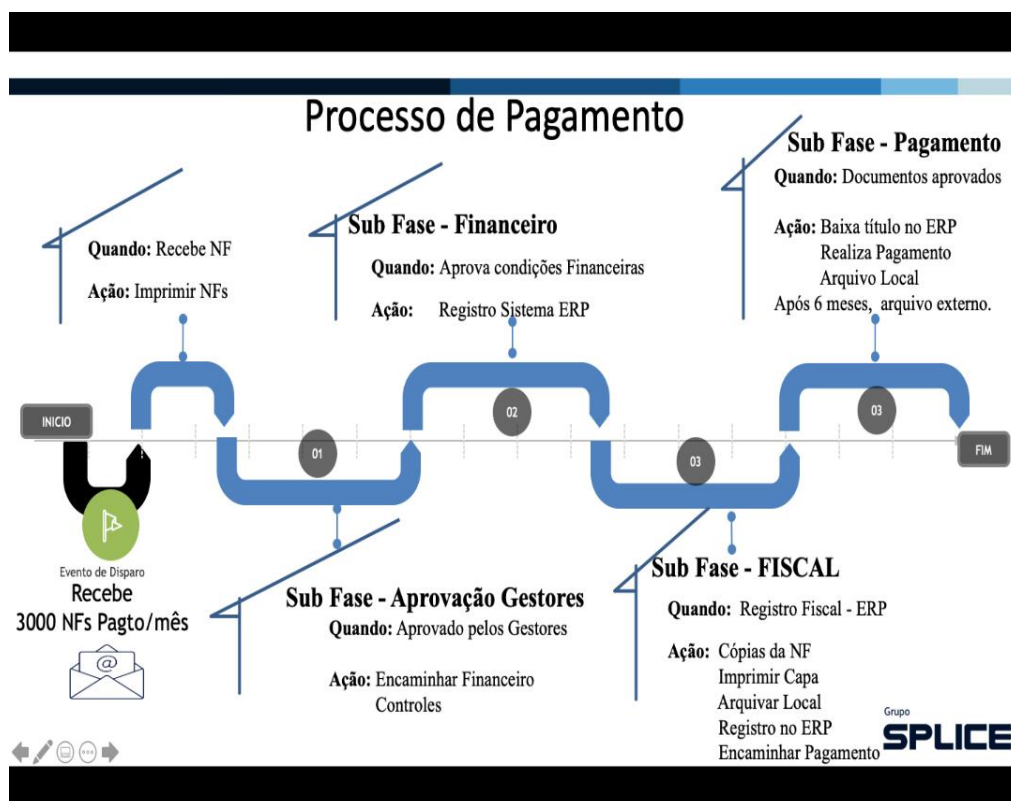 Processo de Pagamento
Quando: Recebe NF
Ação: Imprimir NFs
Sub Fase - Financeiro
Quando: Aprova condições Financeiras
Ação: Registro Sistema ERP
Sub Fase - Pagamento
Quando: Documentos aprovados
Ação: Baixa título no ERP
Realiza Pagamento
Arquivo Local
Após 6 meses, arquivo externo.
INICIO
01
02
03
03
FIM
Evento de Disparo
Recebe
3000 NFs Pagto/mês
@
Sub Fase - Aprovação Gestores
Quando: Aprovado pelos Gestores
Ação: Encaminhar Financeiro
Controles
Sub Fase - FISCAL
Quando: Registro Fiscal - ERP
Ação: Cópias da NF
Imprimir Capa
Arquivar Local
Registro no ERP
Encaminhar Pagamento
Grupo
SPLICE